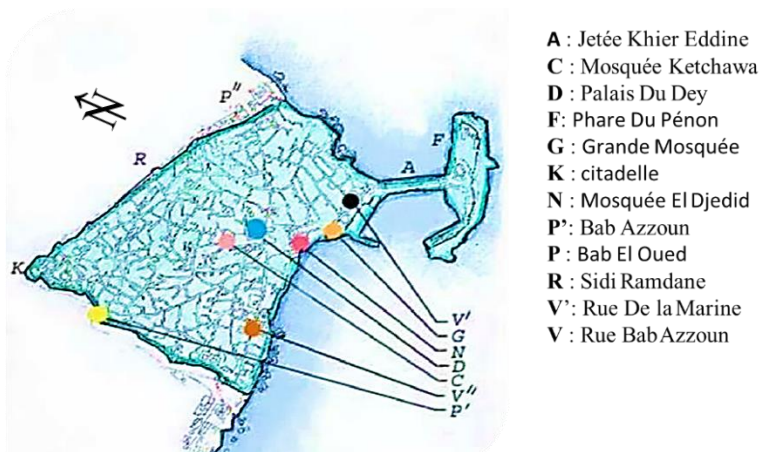 P"
N
R
A
F
K
V'
G
N
D
C
V"
P'
A : Jetée Khier Eddine
C : Mosquée Ketchawa
D : Palais Du Dey
F: Phare Du Pénon
G : Grande Mosquée
K : citadelle
N : Mosquée El Djedid
P’: Bab Azzoun
P : Bab El Oued
R : Sidi Ramdane
V’: Rue De la Marine
V : Rue BabAzzoun